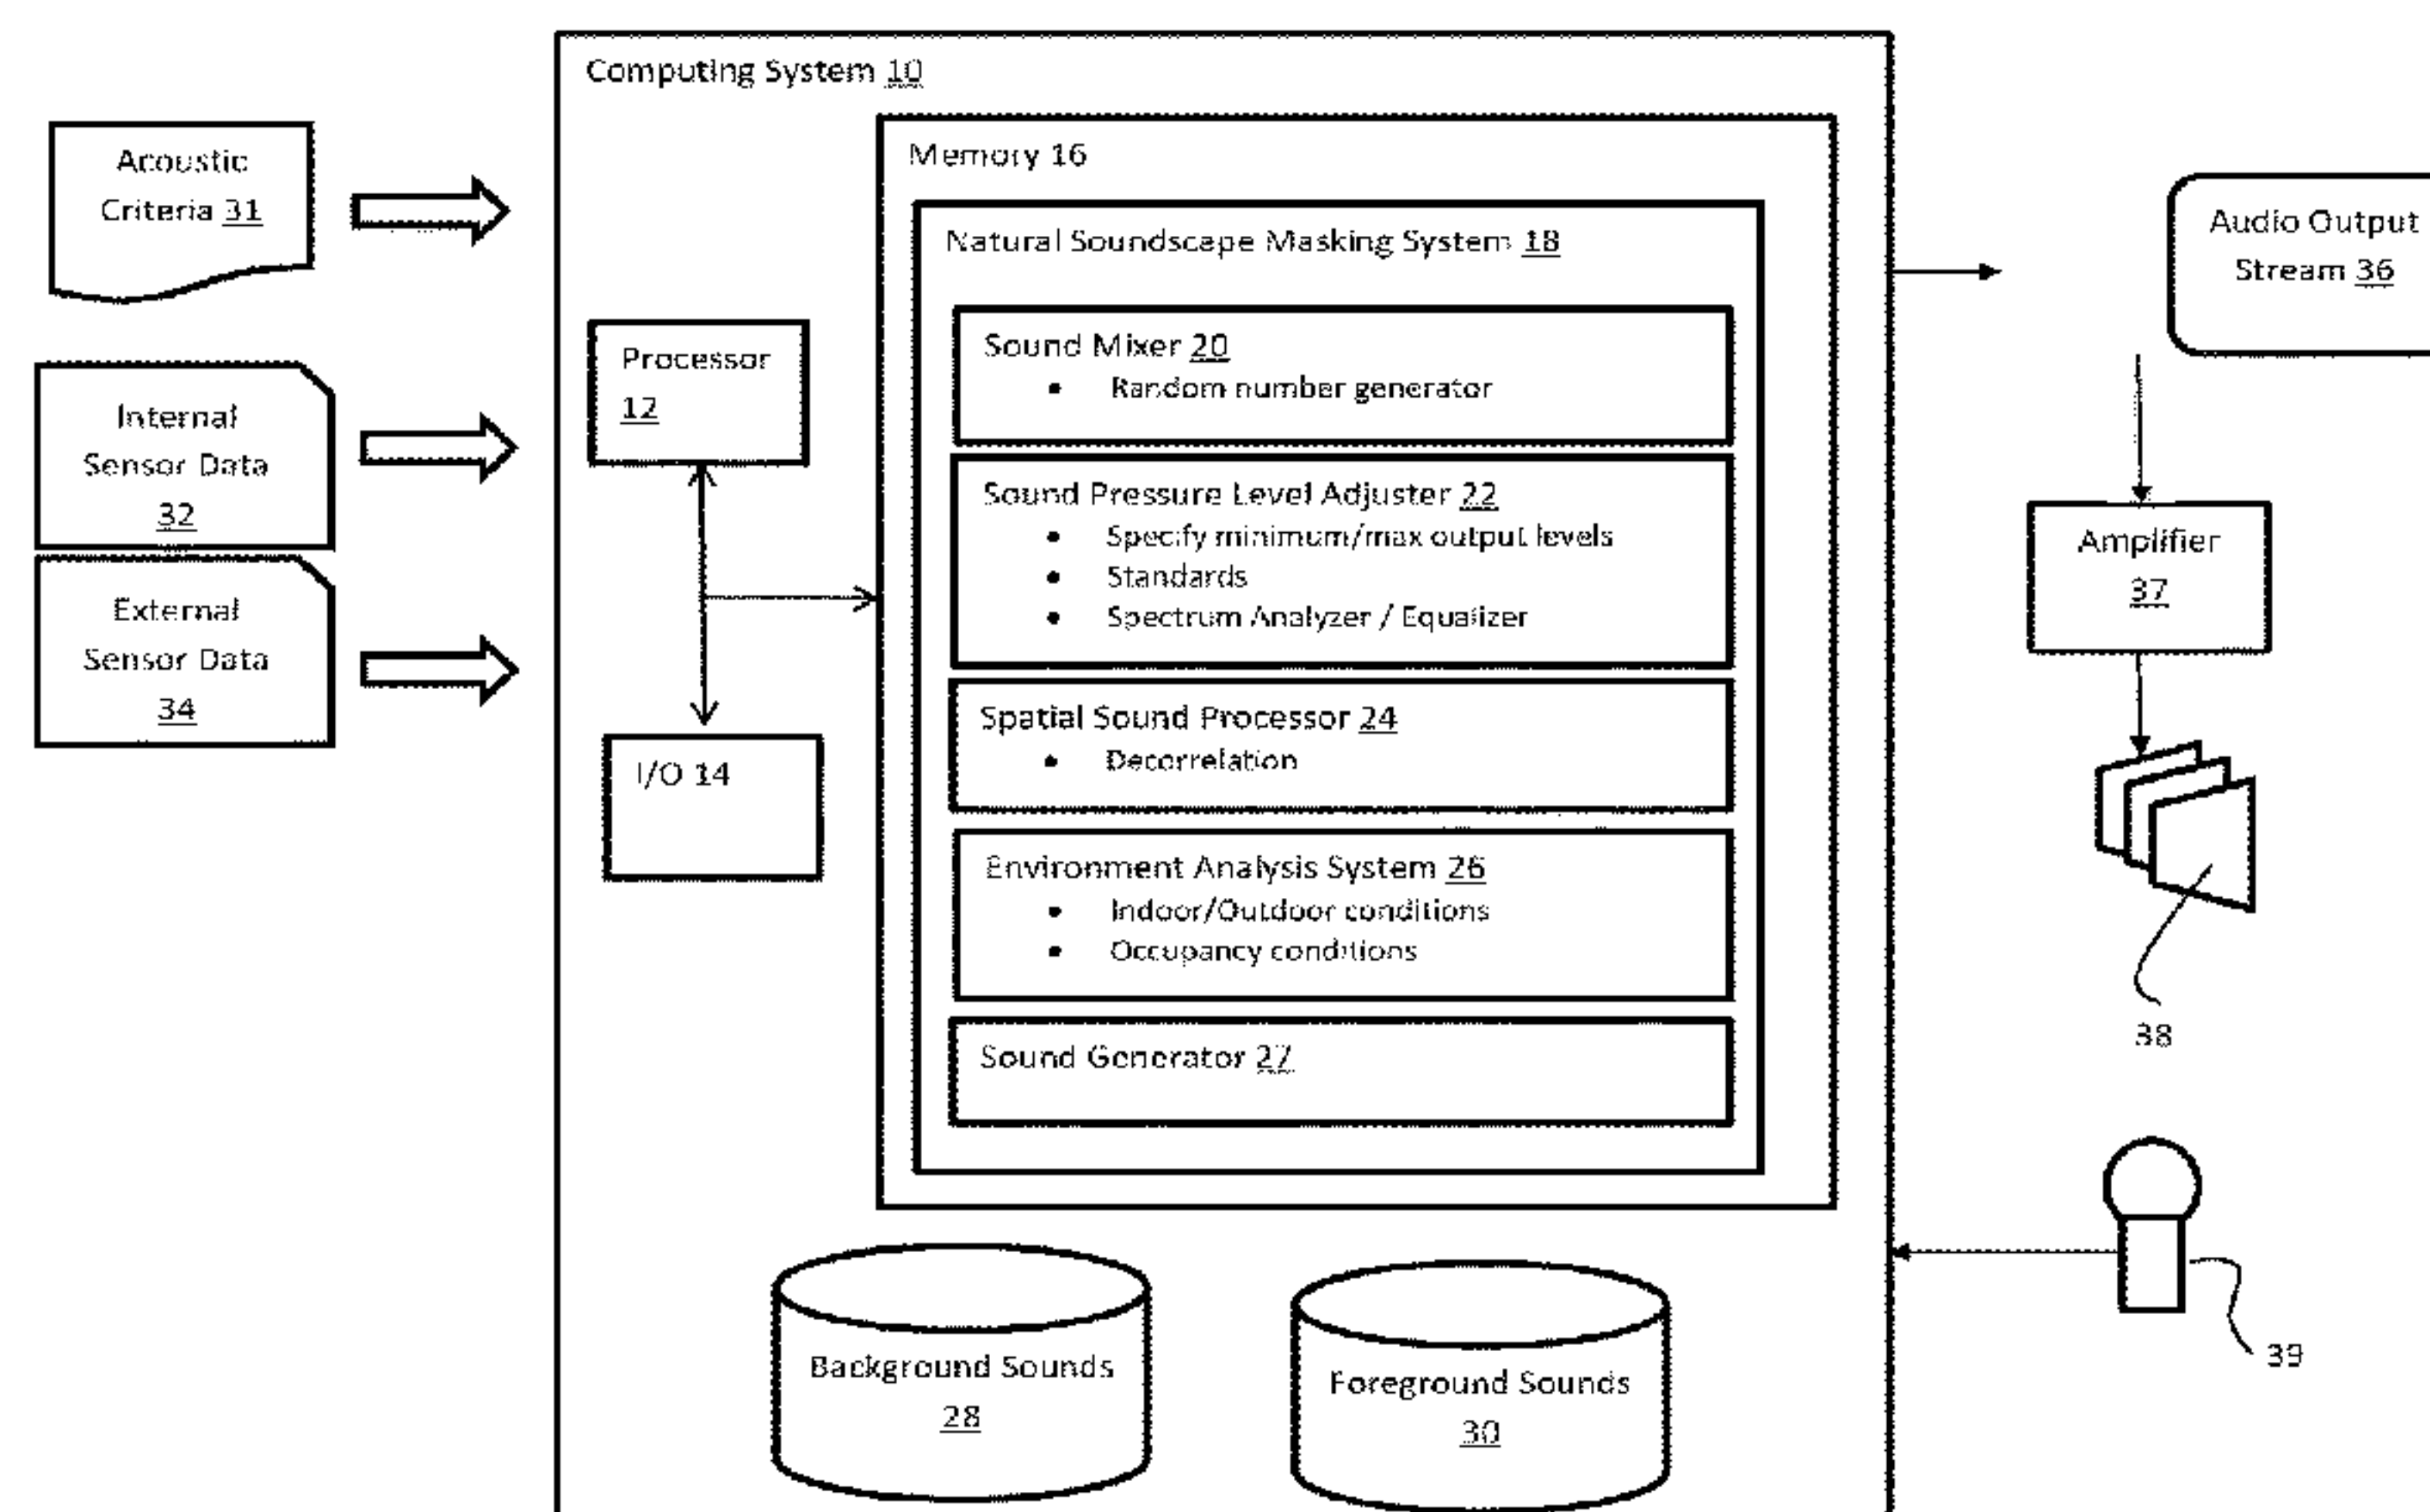 Computing System 10
Acoustic
Criteria 31
Internal
Sensor Data
32
External
Sensor Data
34
Processor
12
I/O 14
Memory 16
Natural Soundscape Masking System 18
Sound Mixer 20
• Random number generator
Sound Pressure Level Adjuster 22
• Specify minimum/max output levels
• Standards
• Spectrum Analyzer / Equalizer
Spatial Sound Processor 24
• Decorrelation
Environment Analysis System 26
• Indoor/Outdoor conditions
• Occupancy conditions
Sound Generator 27
Background Sounds
28
Foreground Sounds
30
Audio Output
Stream 36
Amplifier
37
38
39